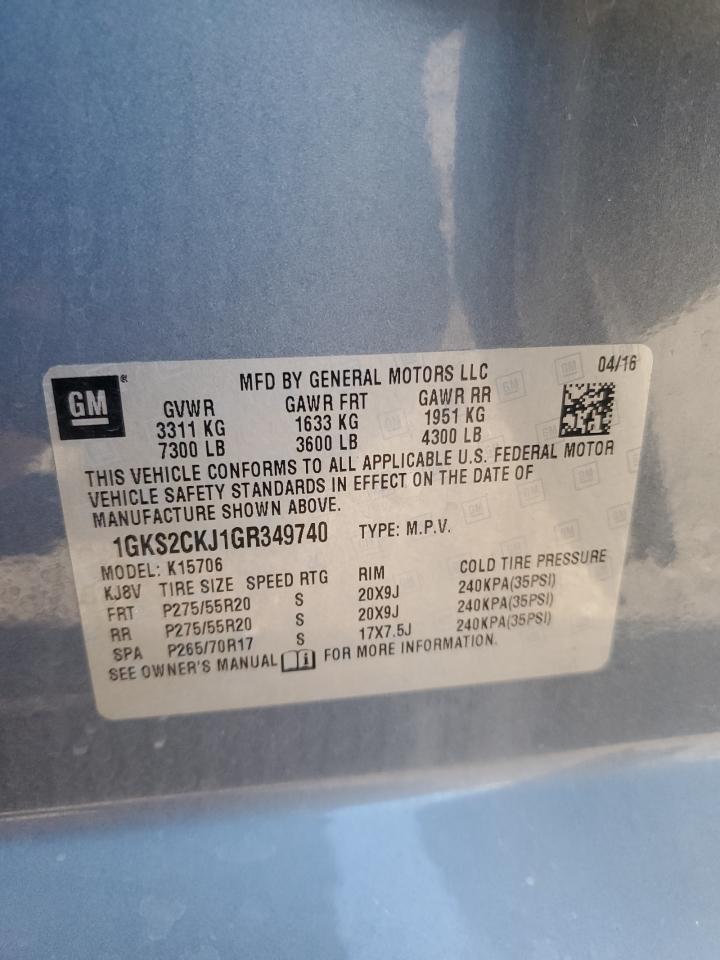 GM
MFD BY GENERAL MOTORS LLC 04/16
GVWR GAWR FRT GAWR RR
3311 KG 1633 KG 1951 KG
7300 LB 3600 LB 4300 LB
THIS VEHICLE CONFORMS TO ALL APPLICABLE U.S. FEDERAL MOTOR
VEHICLE SAFETY STANDARDS IN EFFECT ON THE DATE OF
MANUFACTURE SHOWN ABOVE.
1GKS2CKJ1GR349740 TYPE: M.P.V.
MODEL: K15706
KJ8V TIRE SIZE SPEED RTG RIM COLD TIRE PRESSURE
FRT P275/55R20 S 20X9J 240KPA(35PSI)
RR P275/55R20 S 20X9J 240KPA(35PSI)
SPA P265/70R17 S 17X7.5J 240KPA(35PSI)
SEE OWNER'S MANUAL i FOR MORE INFORMATION.